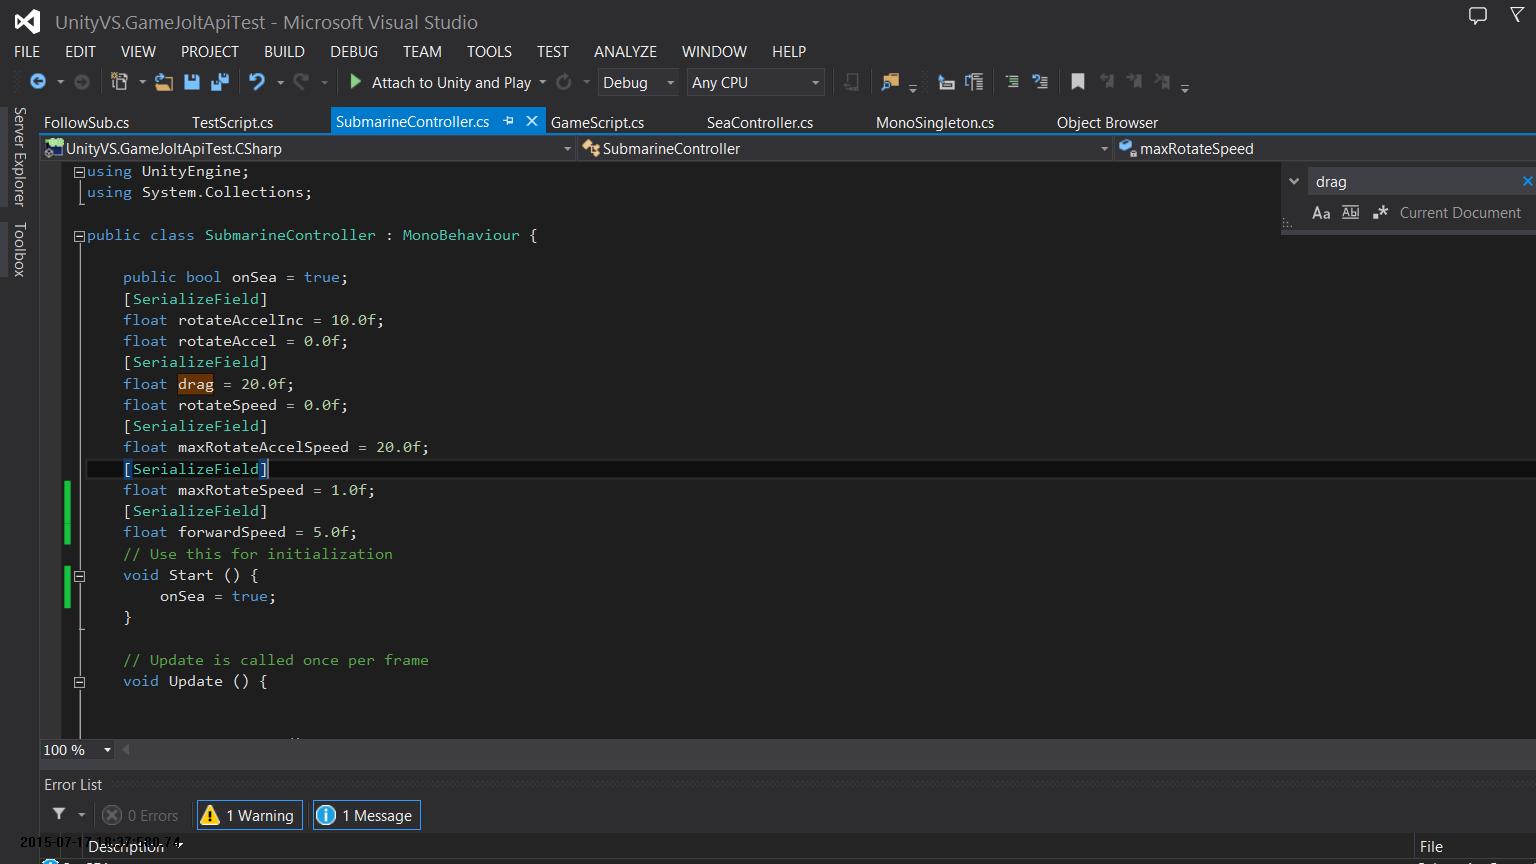 UnityVS.GameJoltApiTest - Microsoft Visual Studio
FILE EDIT VIEW PROJECT BUILD DEBUG TEAM TOOLS TEST ANALYZE WINDOW HELP
Attach to Unity and Play Debug Any CPU
Server Explorer
Toolbox
FollowSub.cs TestScript.cs SubmarineController.cs GameScript.cs SeaController.cs MonoSingleton.cs Object Browser
UnityVS.GameJoltApiTest.CSharp SubmarineController maxRotateSpeed
drag
Aa Abl Current Document
using UnityEngine;
using System.Collections;
public class SubmarineController : MonoBehaviour {
public bool onSea = true;
[SerializeField]
float rotateAccelInc = 10.0f;
float rotateAccel = 0.0f;
[SerializeField]
float drag = 20.0f;
float rotateSpeed = 0.0f;
[SerializeField]
float maxRotateAccelSpeed = 20.0f;
[SerializeField]
float maxRotateSpeed = 1.0f;
[SerializeField]
float forwardSpeed = 5.0f;
// Use this for initialization
void Start () {
onSea = true;
}
// Update is called once per frame
void Update () {
100 %
Error List
0 Errors 1 Warning 1 Message
Description File